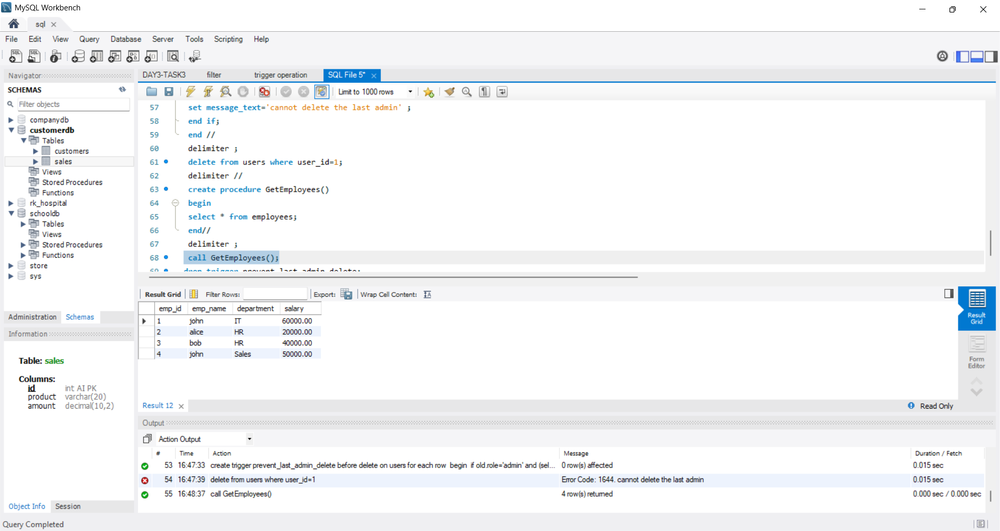 MySQL Workbench
sql
File Edit View Query Database Server Tools Scripting Help
Navigator
SCHEMAS
Filter objects
companydb
customerdb
Tables
customers
sales
Views
Stored Procedures
Functions
rk_hospital
schooldb
Tables
Views
Stored Procedures
Functions
store
sys
Administration Schemas
Information
Table: sales
Columns:
id int AI PK
product varchar(20)
amount decimal(10,2)
Object Info Session
DAY3-TASK3 filter trigger operation SQL File 5*
Limit to 1000 rows
57 set message_text='cannot delete the last admin' ;
58 end if;
59 end //
60 delimiter ;
61 delete from users where user_id=1;
62 delimiter //
63 create procedure GetEmployees()
64 begin
65 select * from employees;
66 end//
67 delimiter ;
68 call GetEmployees();
69 drop trigger prevent_last_admin_delete;
Result Grid Filter Rows: Export: Wrap Cell Content:
emp_id emp_name department salary
1 john IT 60000.00
2 alice HR 20000.00
3 bob HR 40000.00
4 john Sales 50000.00
Result Grid
Form Editor
Result 12
Read Only
Output
Action Output
# Time Action Message Duration / Fetch
53 16:47:33 create trigger prevent_last_admin_delete before delete on users for each row begin if old.role='admin' and (sel... 0 row(s) affected 0.015 sec
54 16:47:39 delete from users where user_id=1 Error Code: 1644. cannot delete the last admin 0.015 sec
55 16:48:37 call GetEmployees() 4 row(s) returned 0.000 sec / 0.000 sec
Query Completed